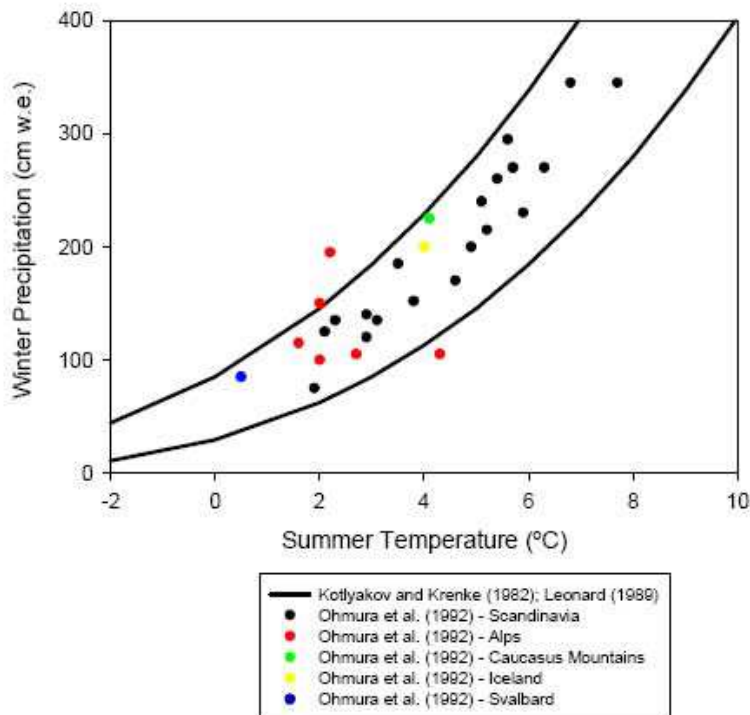 400
300
200
100
0
Winter Precipitation (cm w.e.)
-2 0 2 4 6 8 10
Summer Temperature (ºC)
Kotlyakov and Krenke (1982); Leonard (1989)
Ohmura et al. (1992) - Scandinavia
Ohmura et al. (1992) - Alps
Ohmura et al. (1992) - Caucasus Mountains
Ohmura et al. (1992) - Iceland
Ohmura et al. (1992) - Svalbard